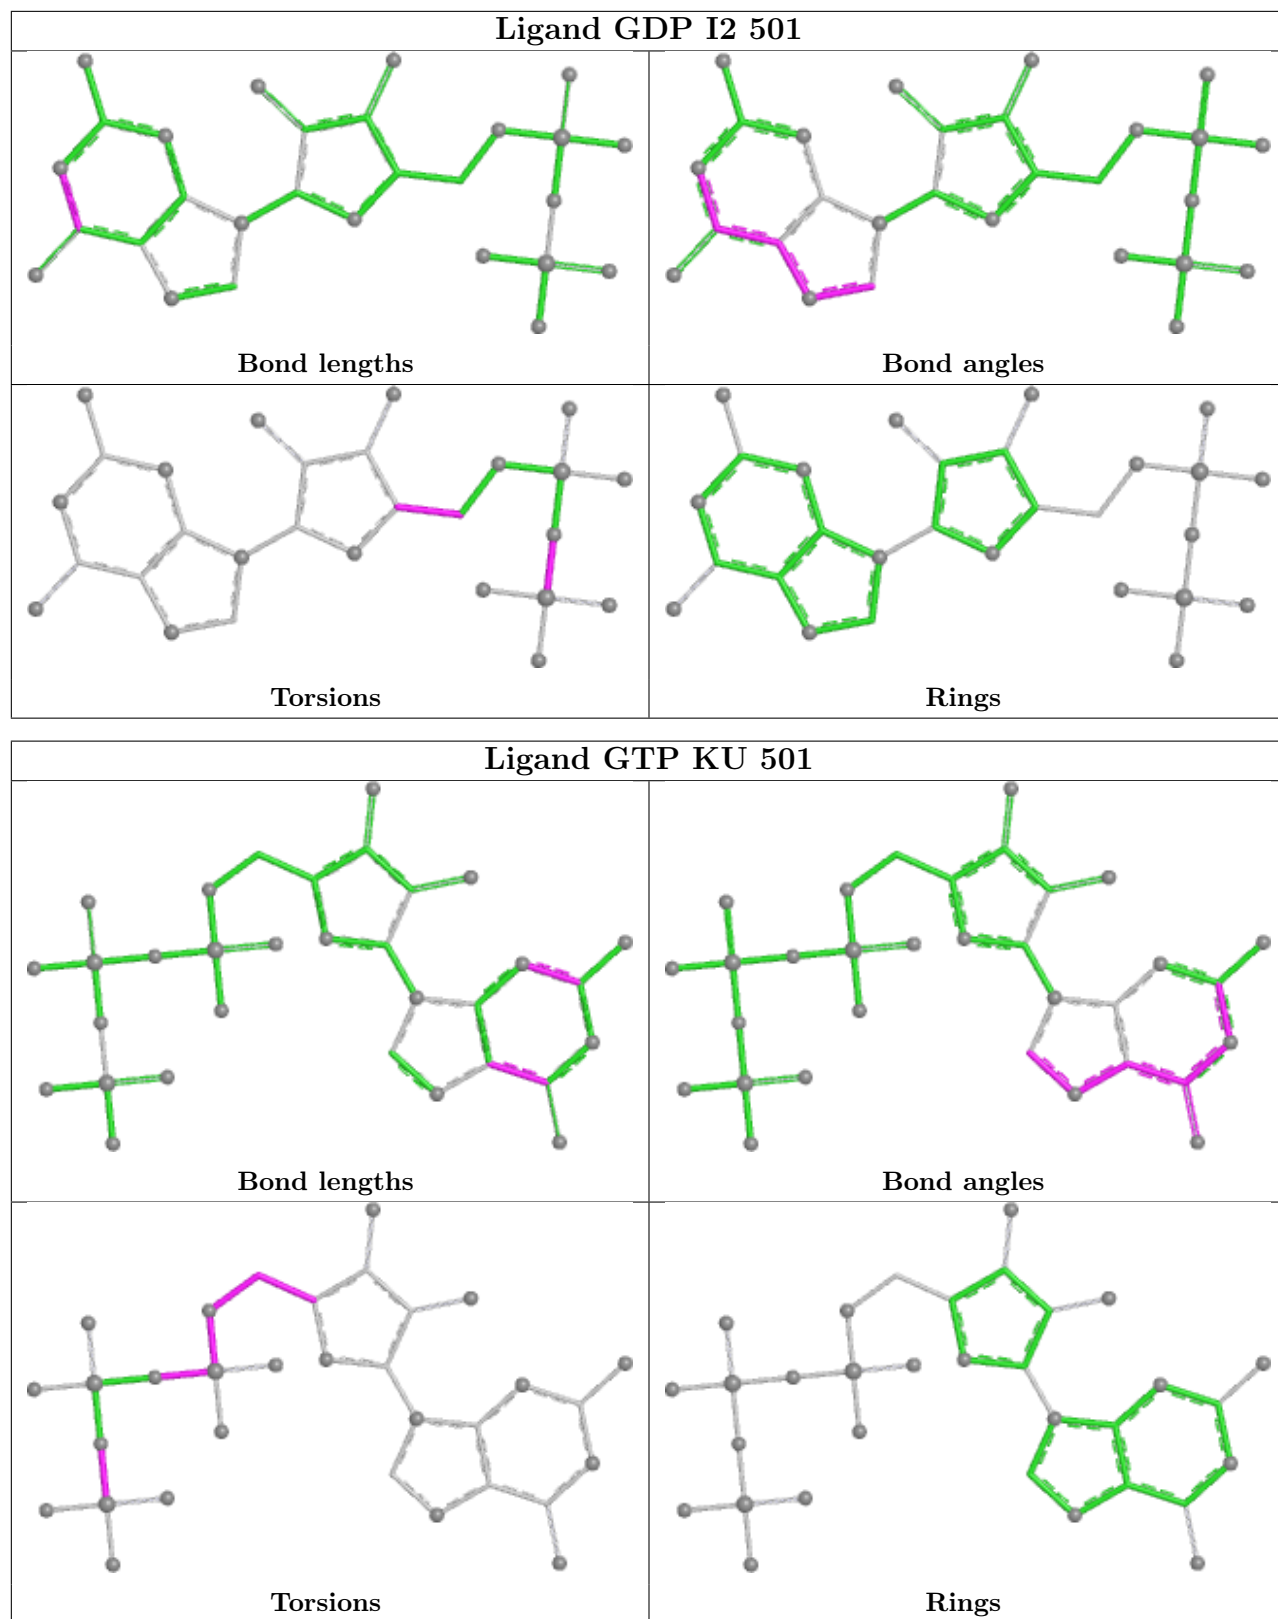 Ligand GDP I2 501
Bond lengths
Bond angles
Torsions
Rings
Ligand GTP KU 501
Bond lengths
Bond angles
Torsions
Rings